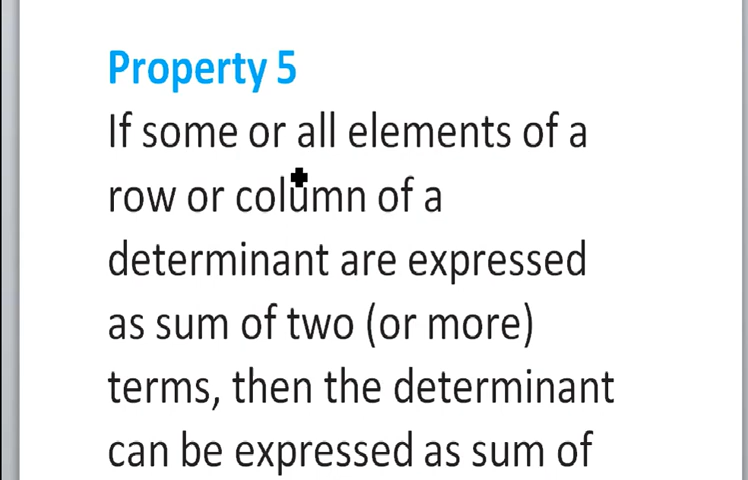 Property 5
If some or all elements of a
row or column of a
determinant are expressed
as sum of two (or more)
terms, then the determinant
can be expressed as sum of